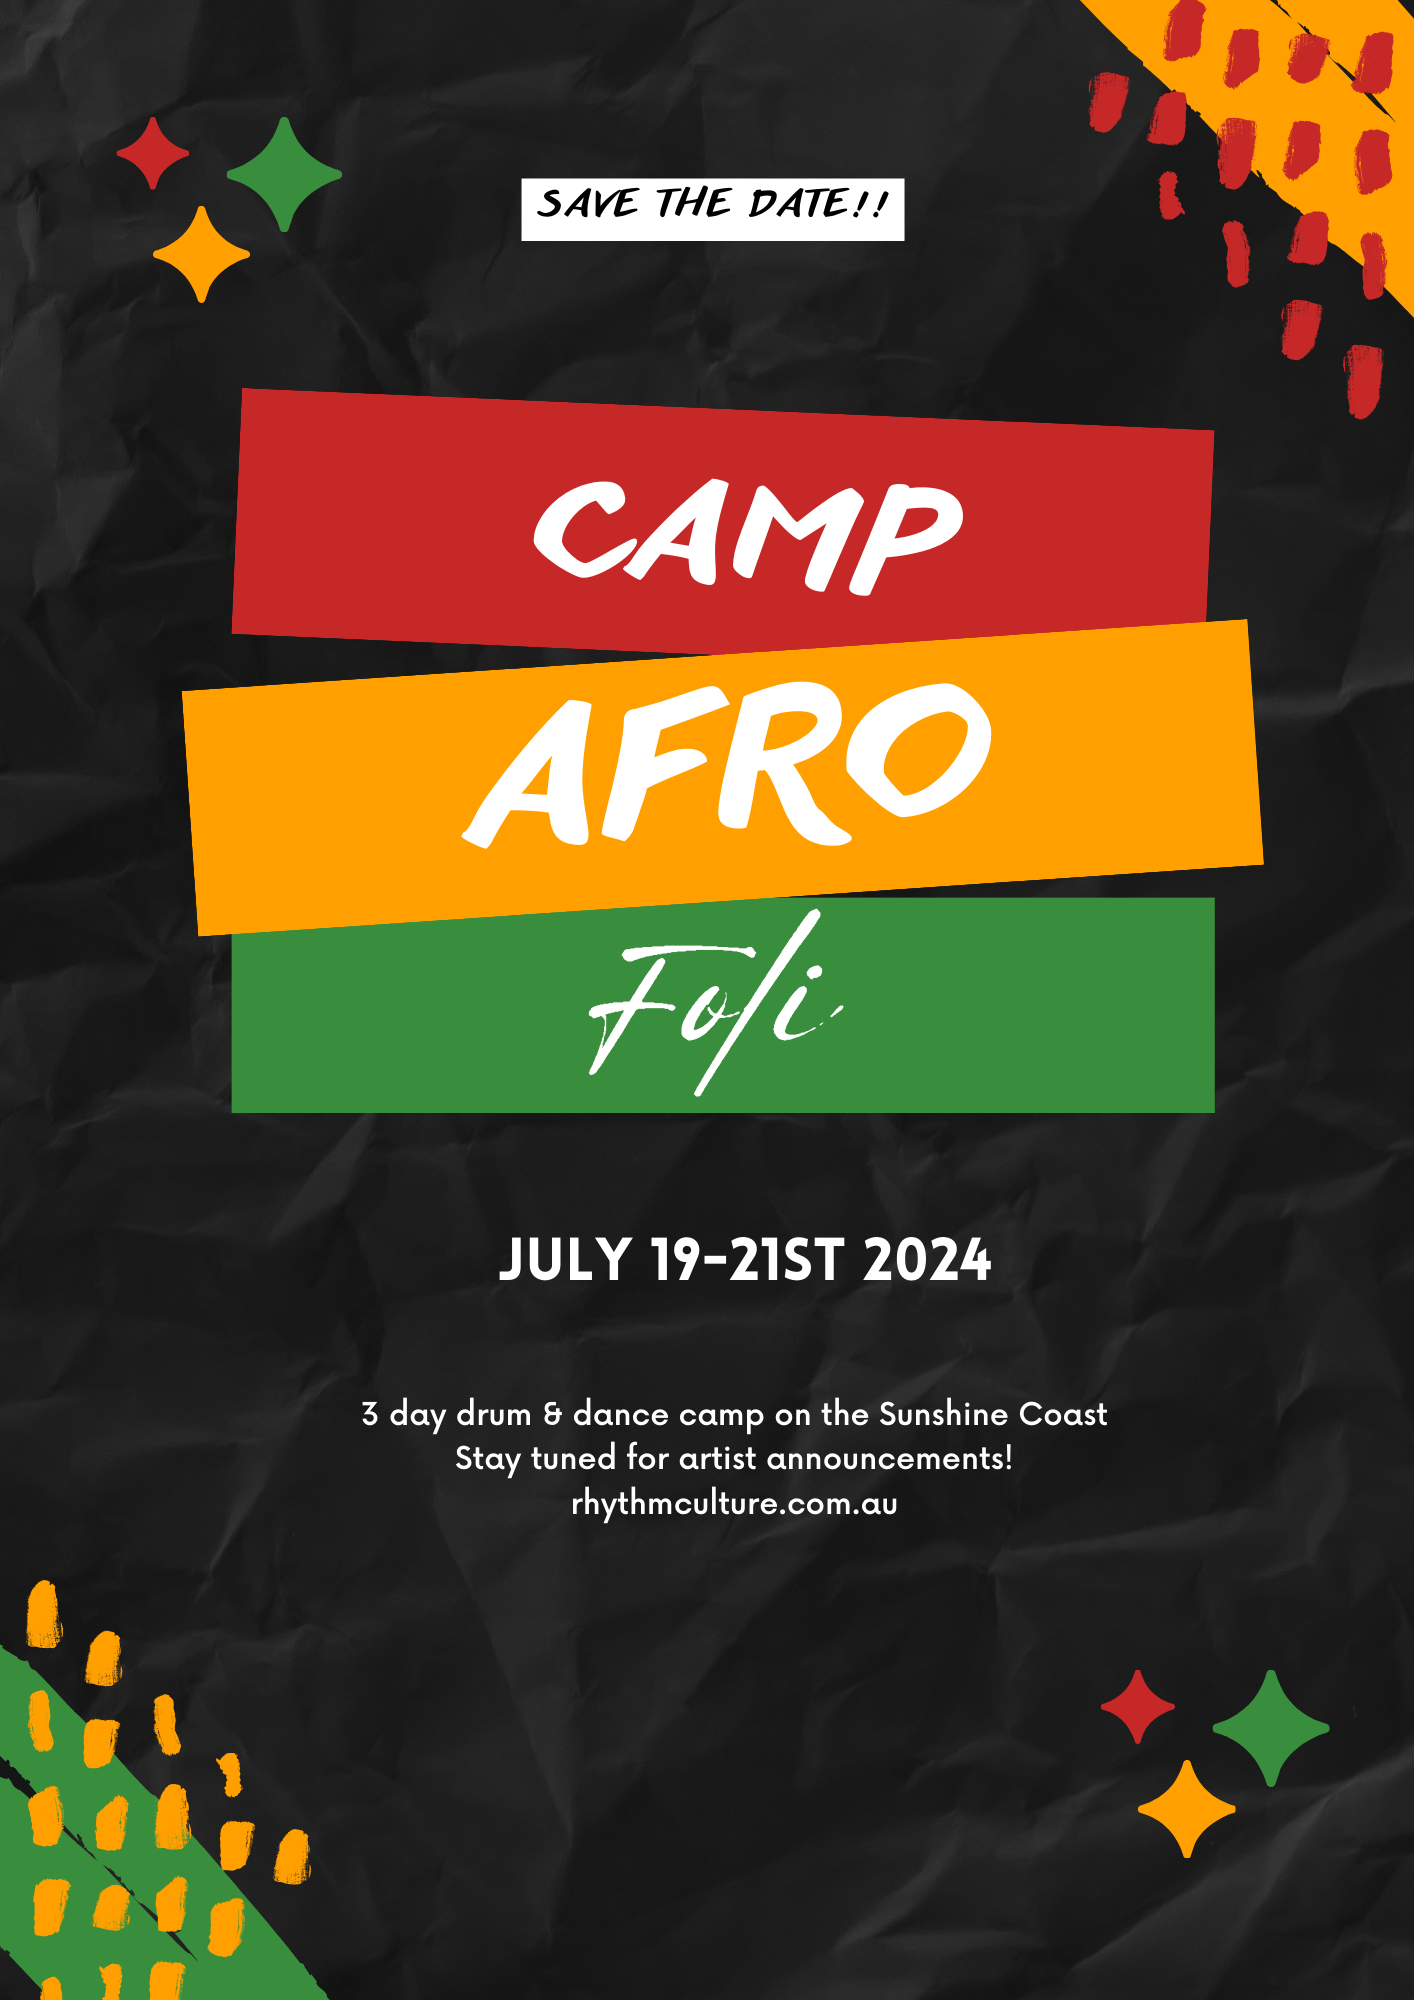 SAVE THE DATE!!
CAMP
AFRO
Foli
JULY 19-21ST 2024
3 day drum & dance camp on the Sunshine Coast
Stay tuned for artist announcements!
rhythmculture.com.au